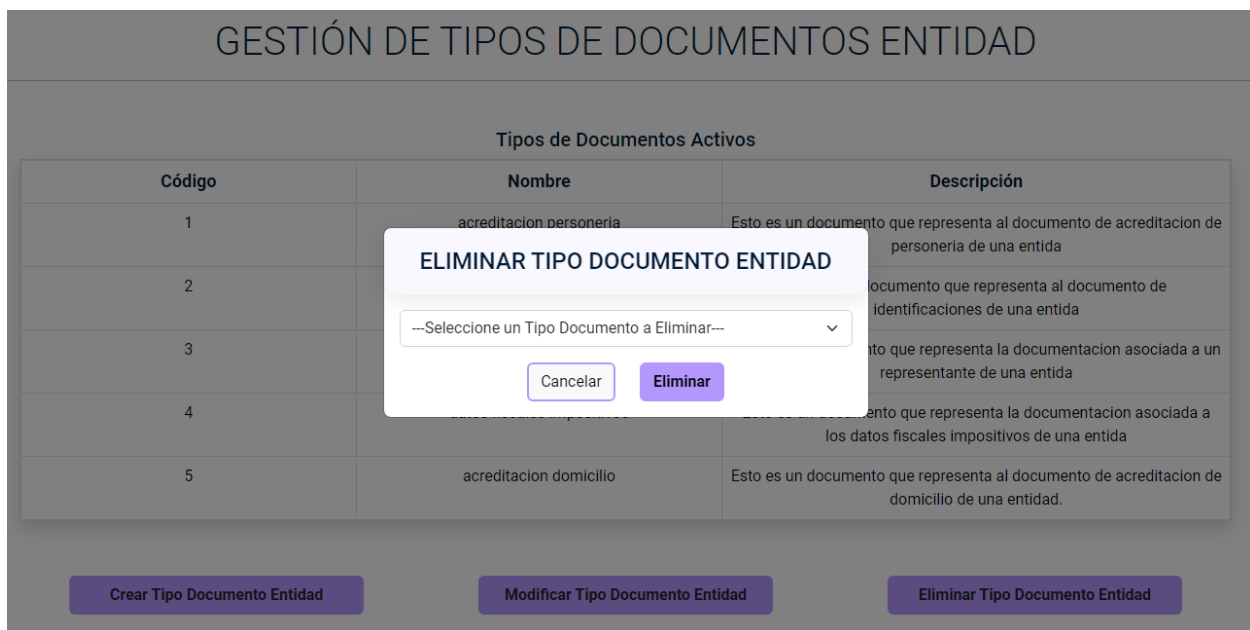 GESTIÓN DE TIPOS DE DOCUMENTOS ENTIDAD
Tipos de Documentos Activos
Código Nombre Descripción
1 acreditacion personeria Esto es un documento que representa al documento de acreditacion de
personeria de una entida
ELIMINAR TIPO DOCUMENTO ENTIDAD
2 documento que representa al documento de
identificaciones de una entida
---Seleccione un Tipo Documento a Eliminar---
3 que representa la documentacion asociada a un
representante de una entida
Cancelar Eliminar
4 que representa la documentacion asociada a
los datos fiscales impositivos de una entida
5 acreditacion domicilio Esto es un documento que representa al documento de acreditacion de
domicilio de una entidad.
Crear Tipo Documento Entidad Modificar Tipo Documento Entidad Eliminar Tipo Documento Entidad